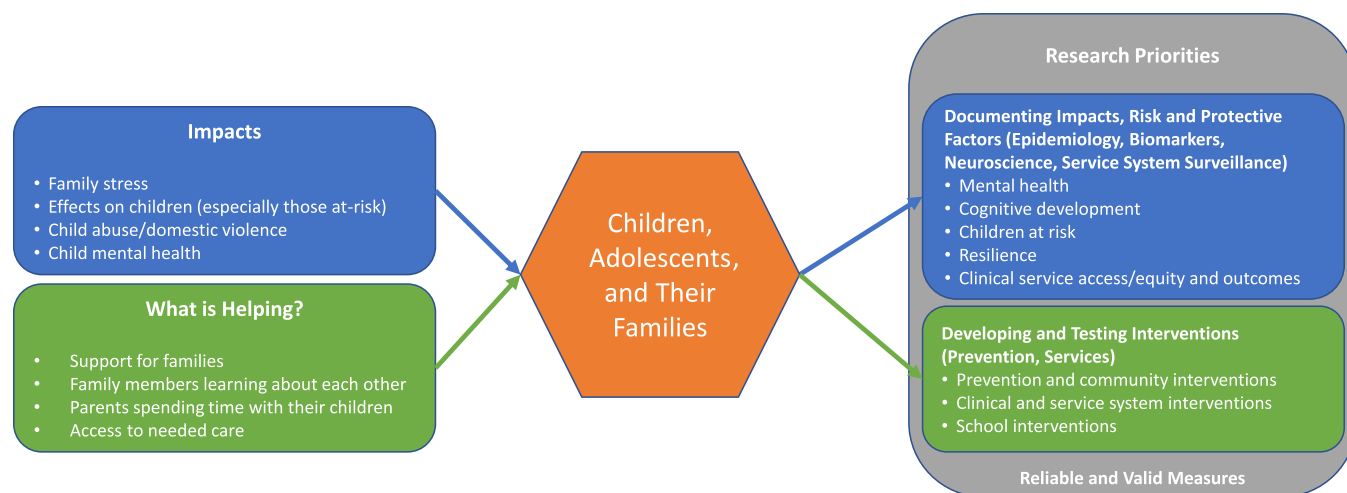 Impacts
• Family stress
• Effects on children (especially those at-risk)
• Child abuse/domestic violence
• Child mental health
What is Helping?
• Support for families
• Family members learning about each other
• Parents spending time with their children
• Access to needed care
Children,
Adolescents,
and Their
Families
Research Priorities
Documenting Impacts, Risk and Protective
Factors (Epidemiology, Biomarkers,
Neuroscience, Service System Surveillance)
• Mental health
• Cognitive development
• Children at risk
• Resilience
• Clinical service access/equity and outcomes
Developing and Testing Interventions
(Prevention, Services)
• Prevention and community interventions
• Clinical and service system interventions
• School interventions
Reliable and Valid Measures